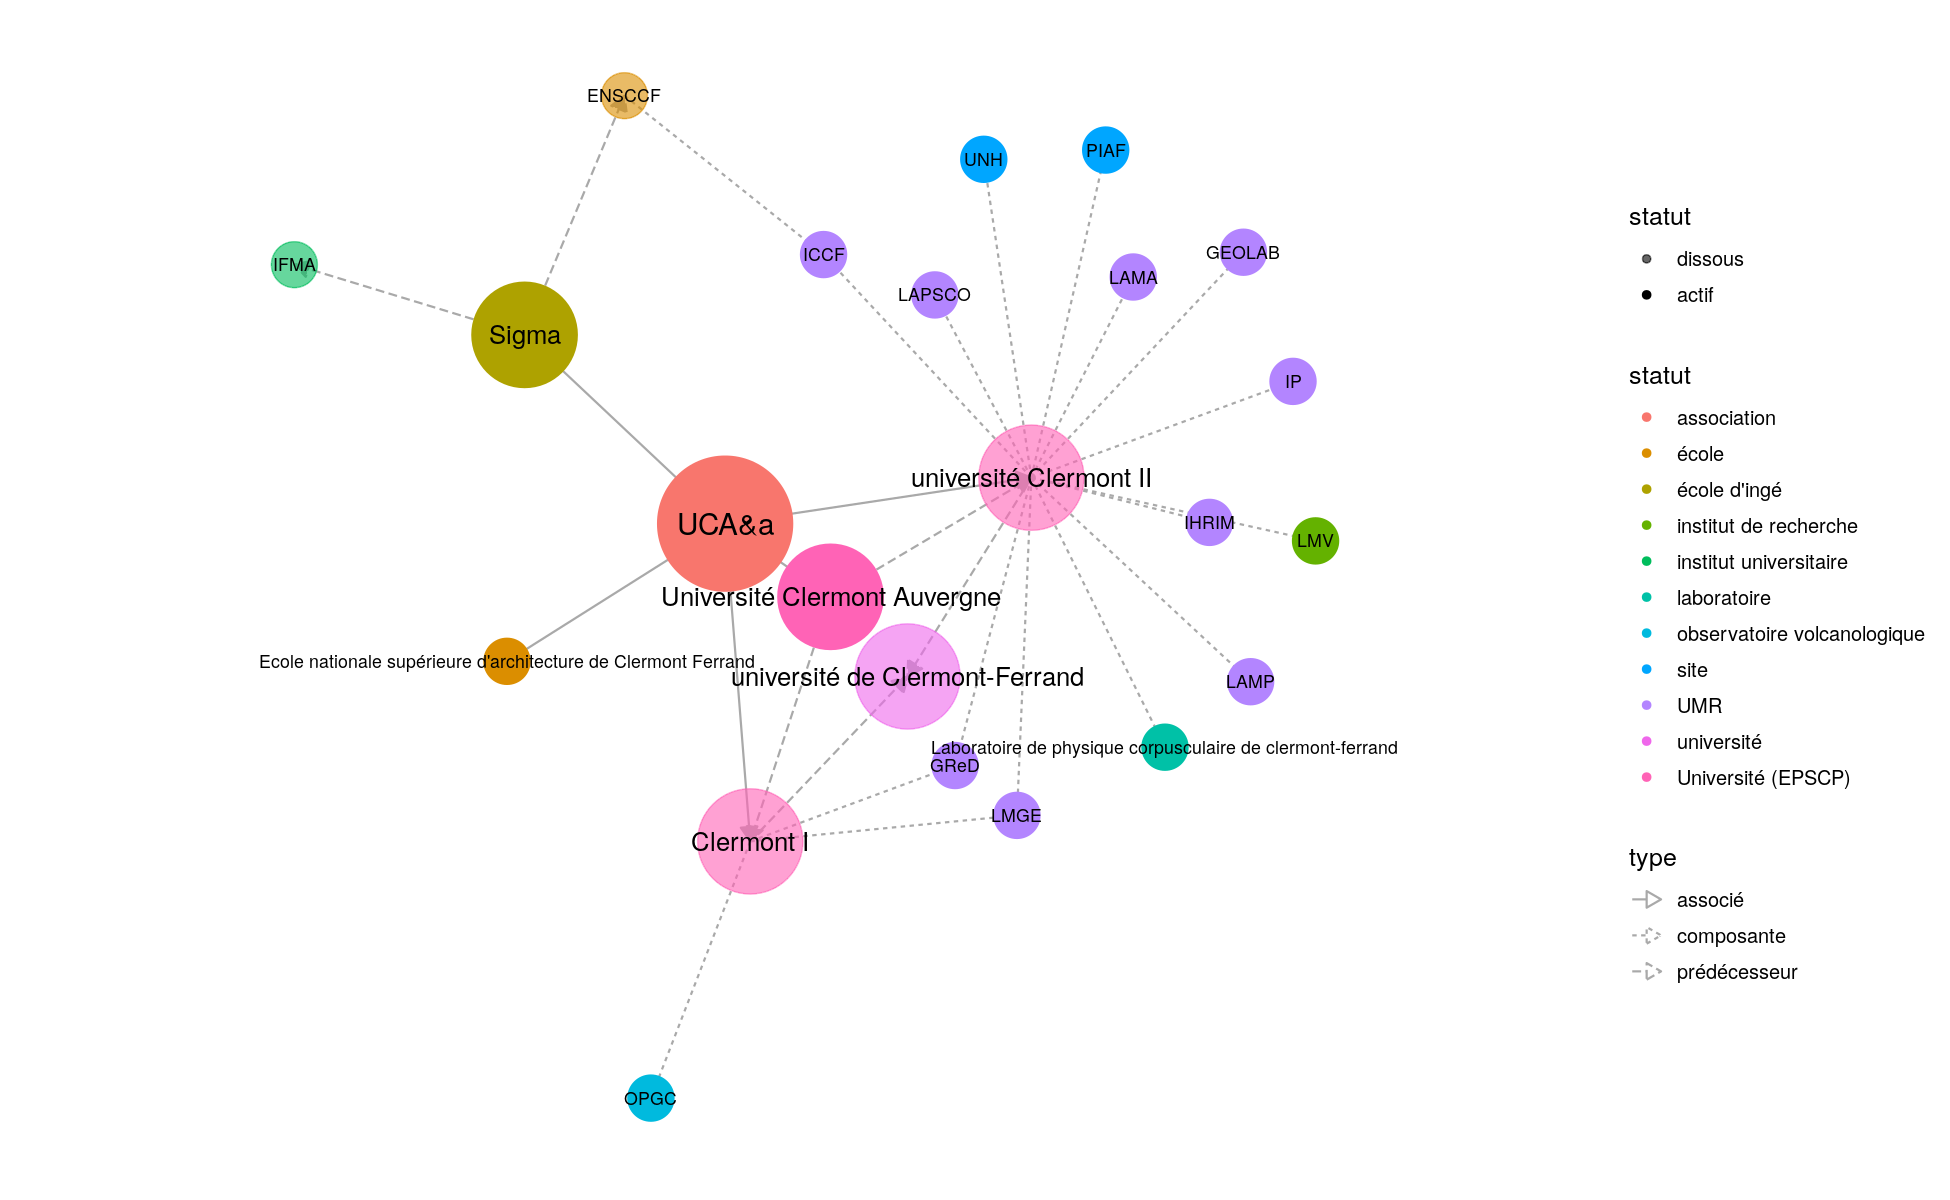 ENSCCF
UNH
PIAF
ICCF
GEOLAB
IFMA
LAPSCO
LAMA
Sigma
IP
université Clermont II
UCA&a
IHRIM
LMV
Université Clermont Auvergne
Ecole nationale supérieure d'architecture de Clermont Ferrand
université de Clermont-Ferrand
LAMP
Laboratoire de physique corpusculaire de clermont-ferrand
GReD
LMGE
Clermont I
OPGC
statut
dissous
actif
statut
association
école
école d'ingé
institut de recherche
institut universitaire
laboratoire
observatoire volcanologique
site
UMR
université
Université (EPSCP)
type
associé
composante
prédécesseur